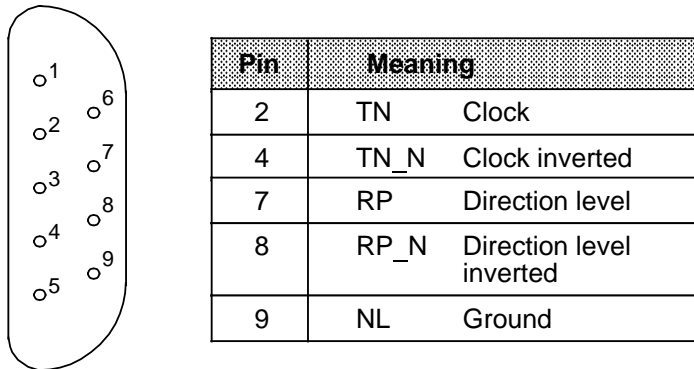 1
6
2
7
3
8
4
9
5
Pin Meaning
2 TN Clock
4 TN_N Clock inverted
7 RP Direction level
8 RP_N Direction level
inverted
9 NL Ground